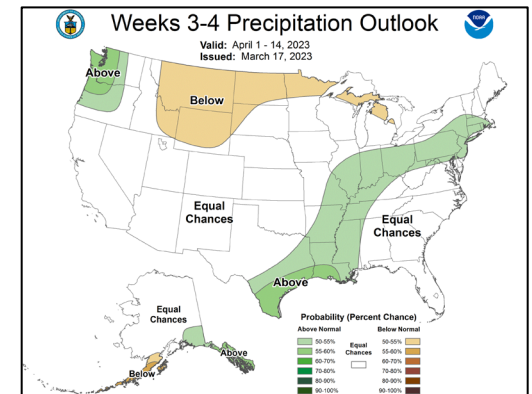 Weeks 3-4 Precipitation Outlook
noaa
Valid: April 1 - 14, 2023
Issued: March 17, 2023
Above
Below
Equal
Chances
Equal
Chances
Above
Equal
Chances
Above
Below
Probability (Percent Chance)
Above Normal Below Normal
50-55% 50-55%
55-60% Equal 55-60%
60-70% Chances 60-70%
70-80% 70-80%
80-90% 80-90%
90-100% 90-100%